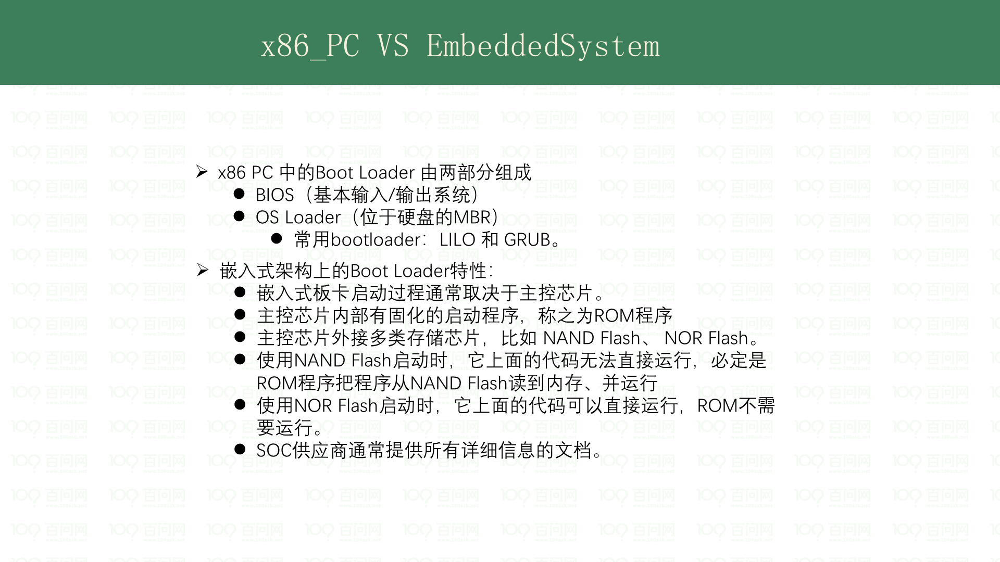 x86_PC VS EmbeddedSystem
➢ x86 PC 中的Boot Loader 由两部分组成
● BIOS（基本输入/输出系统）
● OS Loader（位于硬盘的MBR）
● 常用bootloader：LILO 和 GRUB。
➢ 嵌入式架构上的Boot Loader特性：
● 嵌入式板卡启动过程通常取决于主控芯片。
● 主控芯片内部有固化的启动程序，称之为ROM程序
● 主控芯片外接多类存储芯片，比如 NAND Flash、 NOR Flash。
● 使用NAND Flash启动时，它上面的代码无法直接运行，必定是
ROM程序把程序从NAND Flash读到内存、并运行
● 使用NOR Flash启动时，它上面的代码可以直接运行，ROM不需
要运行。
● SOC供应商通常提供所有详细信息的文档。